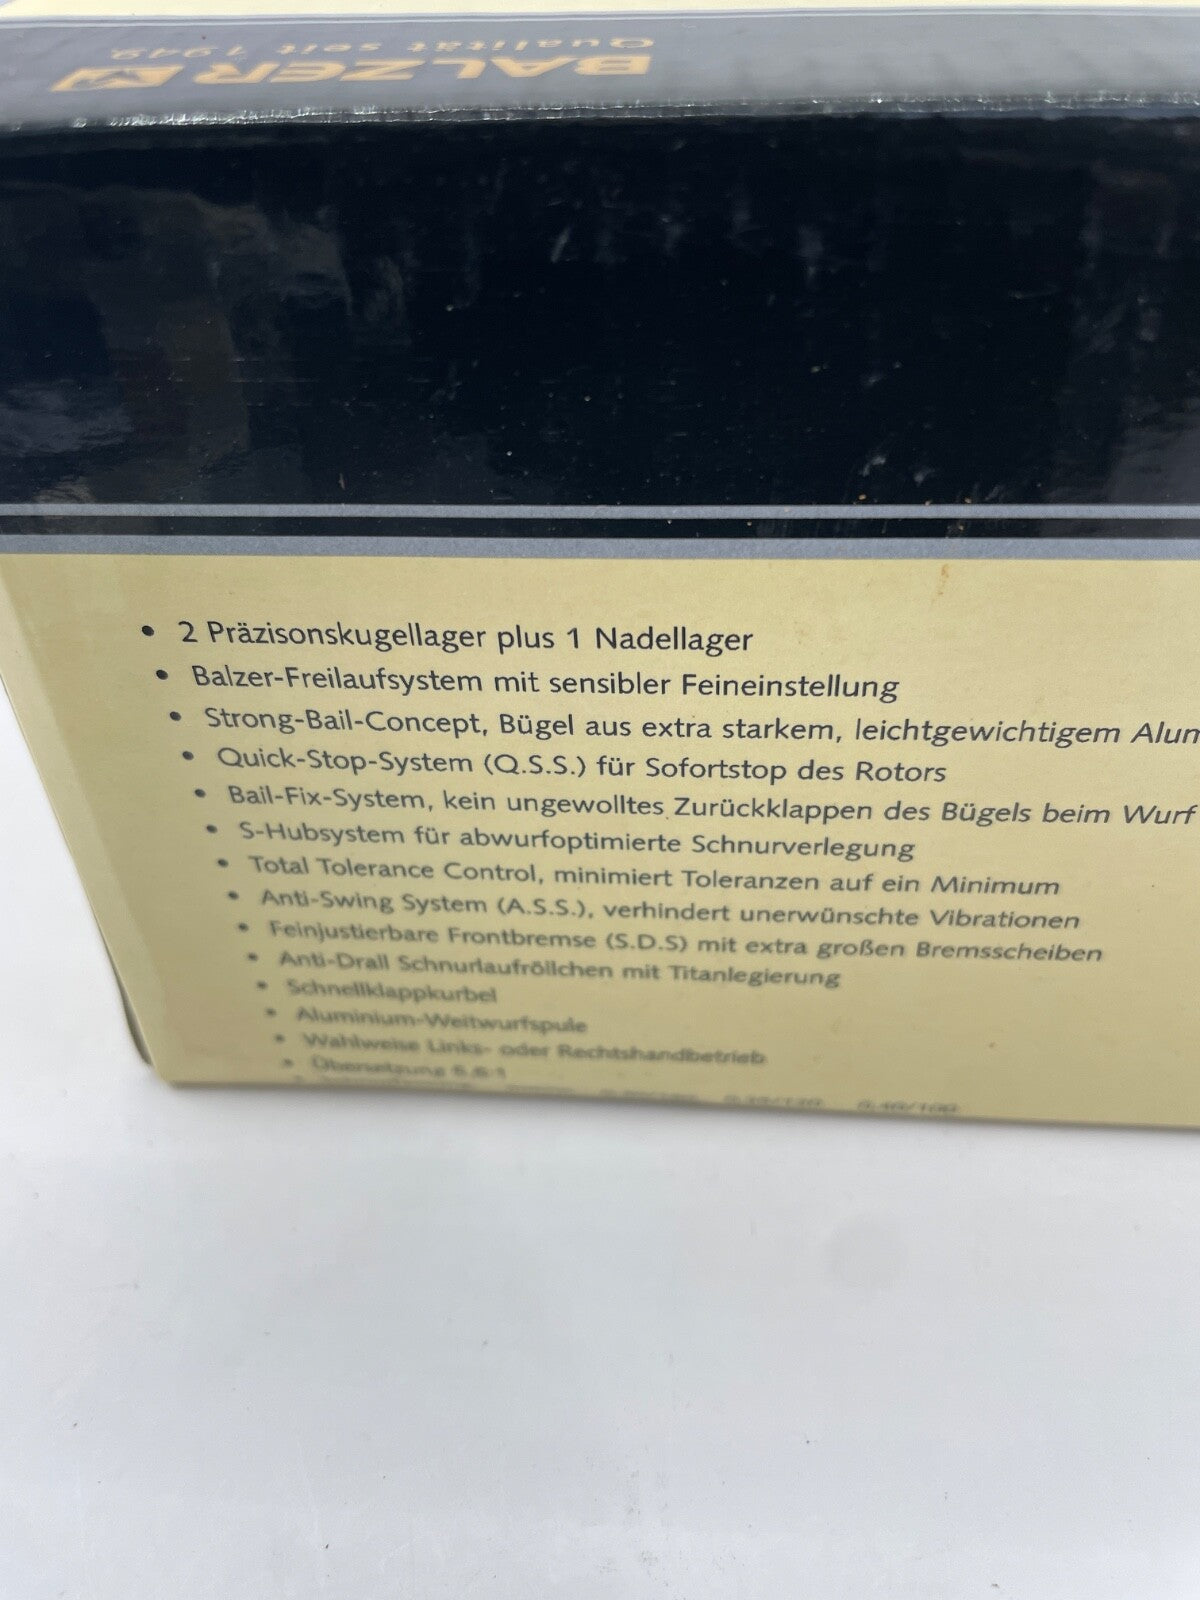 BALZER
Qualität seit 1949
• 2 Präzisonskugellager plus 1 Nadellager
• Balzer-Freilaufsystem mit sensibler Feineinstellung
• Strong-Bail-Concept, Bügel aus extra starkem, leichtgewichtigem Alum
• Quick-Stop-System (Q.S.S.) für Sofortstop des Rotors
• Bail-Fix-System, kein ungewolltes Zurückklappen des Bügels beim Wurf
• S-Hubsystem für abwurfoptimierte Schnurverlegung
• Total Tolerance Control, minimiert Toleranzen auf ein Minimum
• Anti-Swing System (A.S.S.), verhindert unerwünschte Vibrationen
• Feinjustierbare Frontbremse (S.D.S) mit extra großen Bremsscheiben
• Anti-Drall Schnurlaufröllchen mit Titanlegierung
• Schnellklappkurbel
• Aluminium-Weitwurfspule
• Wahlweise Links- oder Rechtshandbetrieb
• Übersetzung